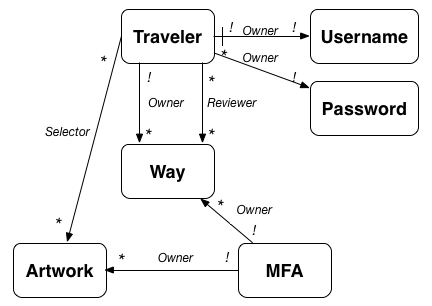 Traveler
! Owner !
Username
* Owner !
Password
* ! *
Owner Reviewer
Selector
* *
Way
* Owner
!
*
Artwork
* Owner !
MFA